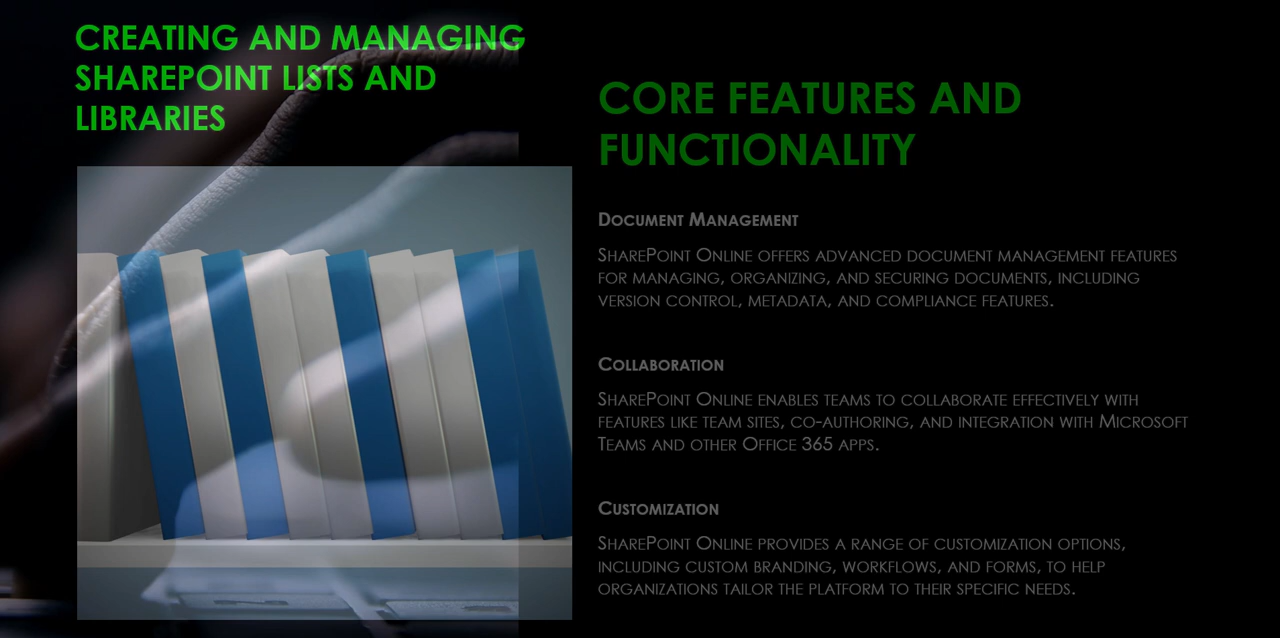 CREATING AND MANAGING
SHAREPOINT LISTS AND
LIBRARIES
CORE FEATURES AND
FUNCTIONALITY
DOCUMENT MANAGEMENT
SHAREPOINT ONLINE OFFERS ADVANCED DOCUMENT MANAGEMENT FEATURES
FOR MANAGING, ORGANIZING, AND SECURING DOCUMENTS, INCLUDING
VERSION CONTROL, METADATA, AND COMPLIANCE FEATURES.
COLLABORATION
SHAREPOINT ONLINE ENABLES TEAMS TO COLLABORATE EFFECTIVELY WITH
FEATURES LIKE TEAM SITES, CO-AUTHORING, AND INTEGRATION WITH MICROSOFT
TEAMS AND OTHER OFFICE 365 APPS.
CUSTOMIZATION
SHAREPOINT ONLINE PROVIDES A RANGE OF CUSTOMIZATION OPTIONS,
INCLUDING CUSTOM BRANDING, WORKFLOWS, AND FORMS, TO HELP
ORGANIZATIONS TAILOR THE PLATFORM TO THEIR SPECIFIC NEEDS.